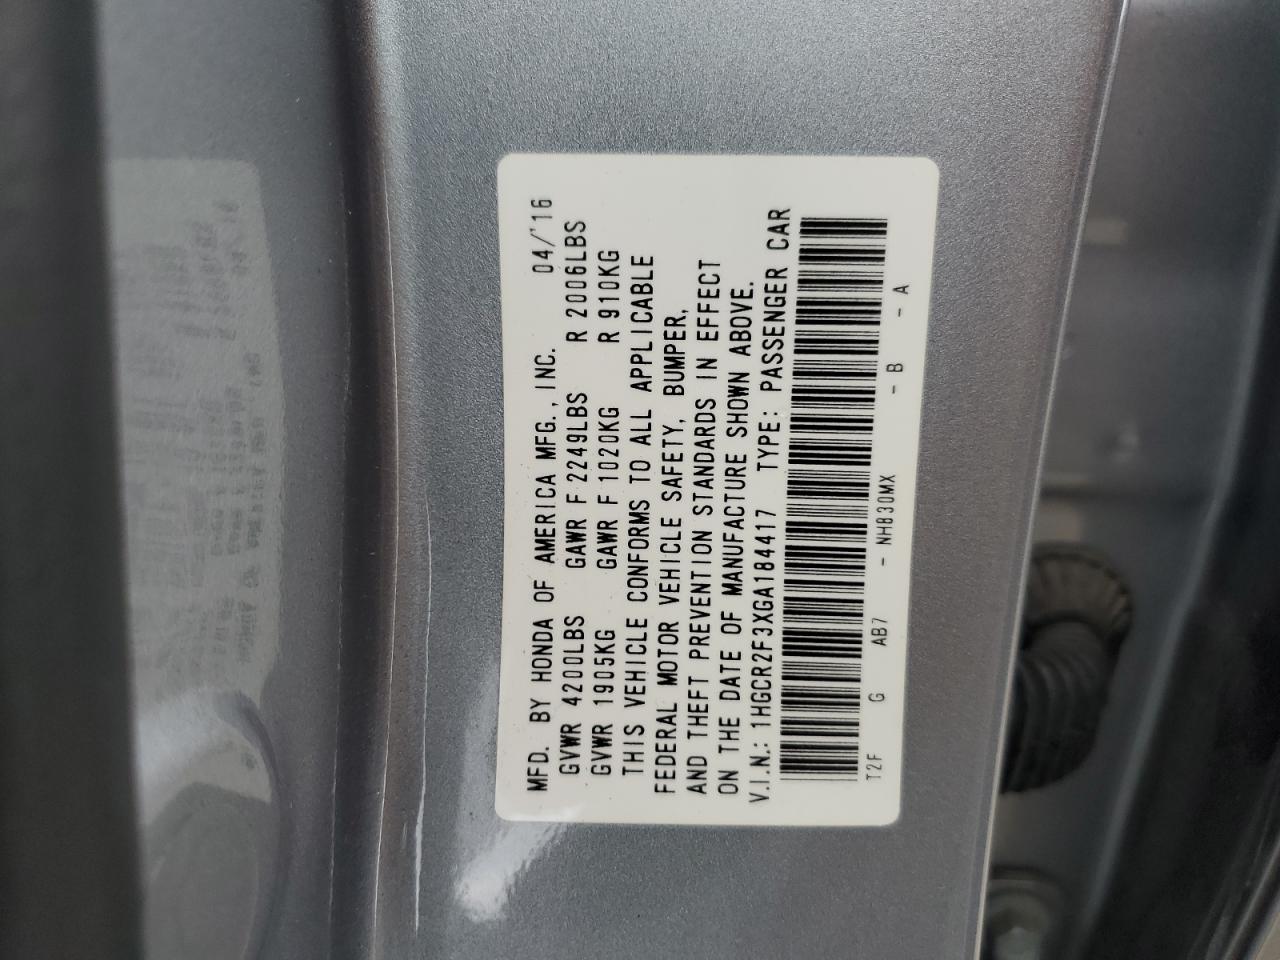 MFD. BY HONDA OF AMERICA MFG., INC. 04/'16
GVWR 4200LBS GAWR F 2249LBS R 2006LBS
GVWR 1905KG GAWR F 1020KG R 910KG
THIS VEHICLE CONFORMS TO ALL APPLICABLE
FEDERAL MOTOR VEHICLE SAFETY, BUMPER,
AND THEFT PREVENTION STANDARDS IN EFFECT
ON THE DATE OF MANUFACTURE SHOWN ABOVE.
V.I.N.: 1HGCR2F3XGA184417 TYPE: PASSENGER CAR
T2F G AB7 - NH830MX - B - A